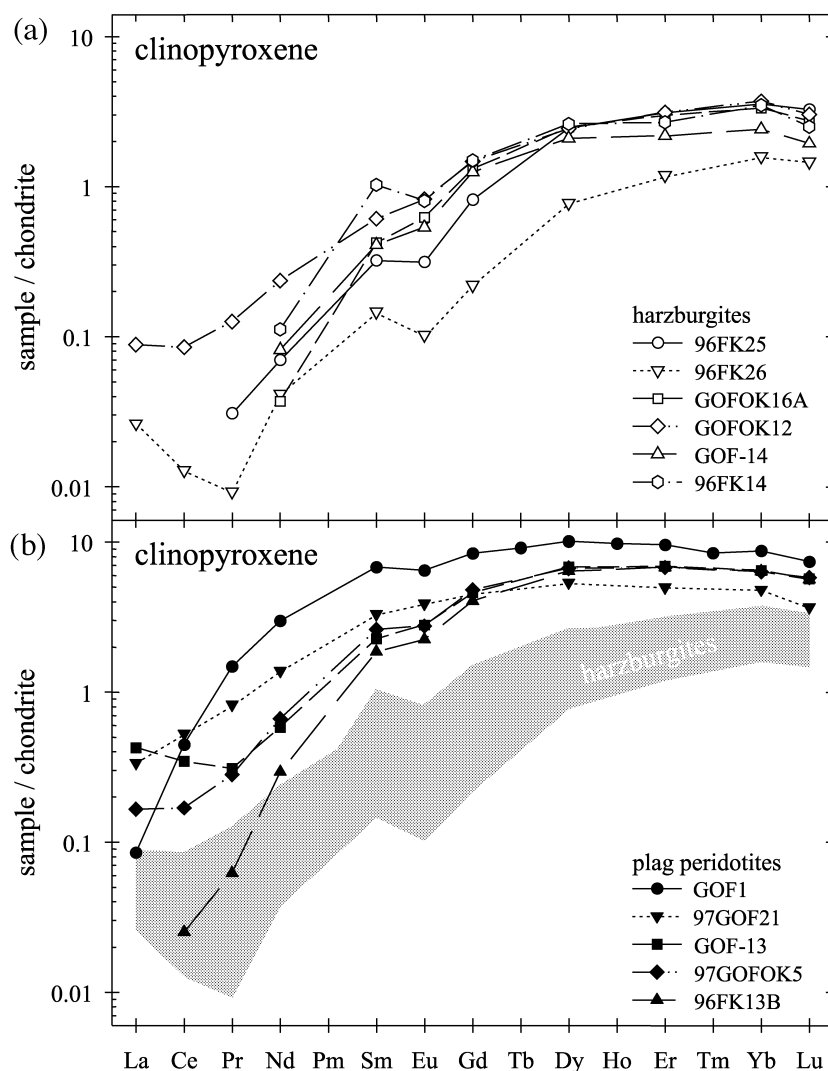 (a)
clinopyroxene
10
1
0.1
0.01
sample / chondrite
harzburgites
96FK25
96FK26
GOFOK16A
GOFOK12
GOF-14
96FK14
(b)
clinopyroxene
10
1
0.1
0.01
sample / chondrite
harzburgites
plag peridotites
GOF1
97GOF21
GOF-13
97GOFOK5
96FK13B
La Ce Pr Nd Pm Sm Eu Gd Tb Dy Ho Er Tm Yb Lu